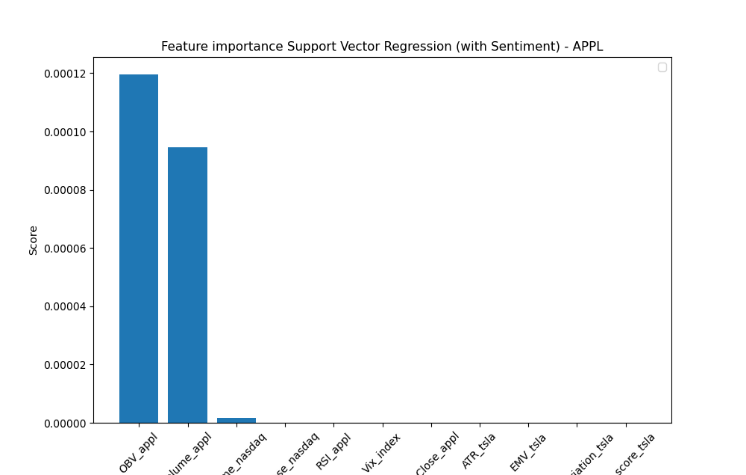 Feature importance Support Vector Regression (with Sentiment) - APPL
Score
0.00012
0.00010
0.00008
0.00006
0.00004
0.00002
0.00000
OBV_appl
lume_appl
ne_nasdaq
se_nasdaq
RSI_appl
Vix_index
Close_appl
ATR_tsla
EMV_tsla
iation_tsla
score_tsla